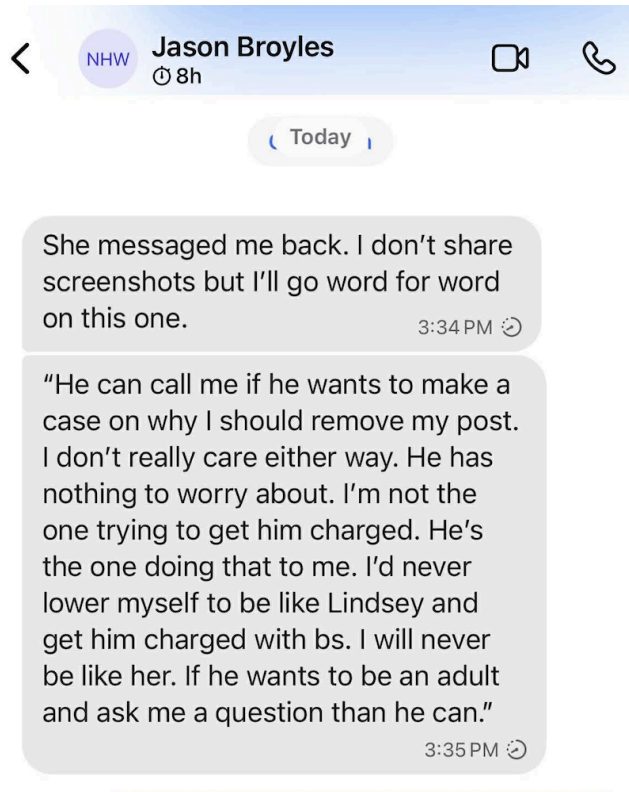 NHW
Jason Broyles
8h
Today
She messaged me back. I don’t share
screenshots but I’ll go word for word
on this one.
3:34 PM
“He can call me if he wants to make a
case on why I should remove my post.
I don’t really care either way. He has
nothing to worry about. I’m not the
one trying to get him charged. He’s
the one doing that to me. I’d never
lower myself to be like Lindsey and
get him charged with bs. I will never
be like her. If he wants to be an adult
and ask me a question than he can.”
3:35 PM